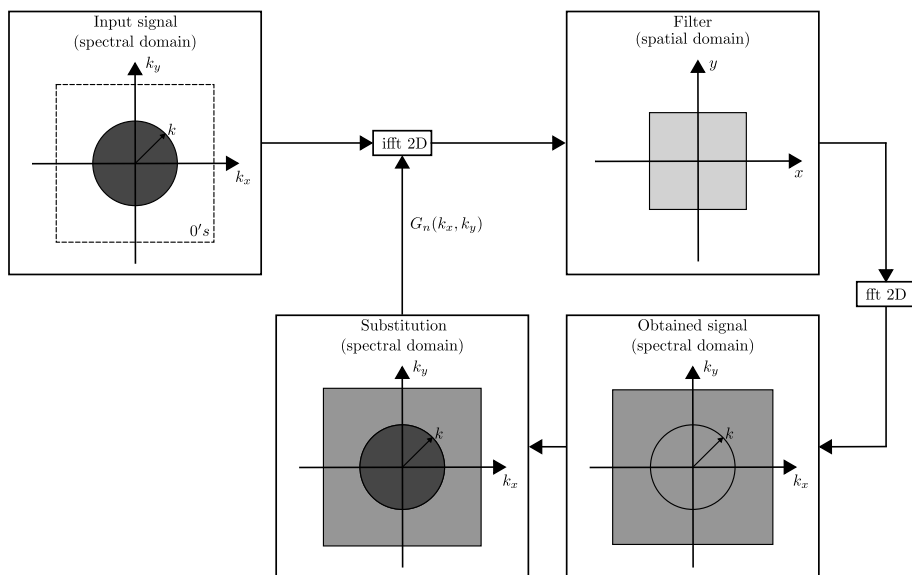 Input signal
(spectral domain)
k_y
k
k_x
0's
ifft 2D
Filter
(spatial domain)
y
x
G_n(k_x, k_y)
fft 2D
Substitution
(spectral domain)
k_y
k
k_x
Obtained signal
(spectral domain)
k_y
k
k_x